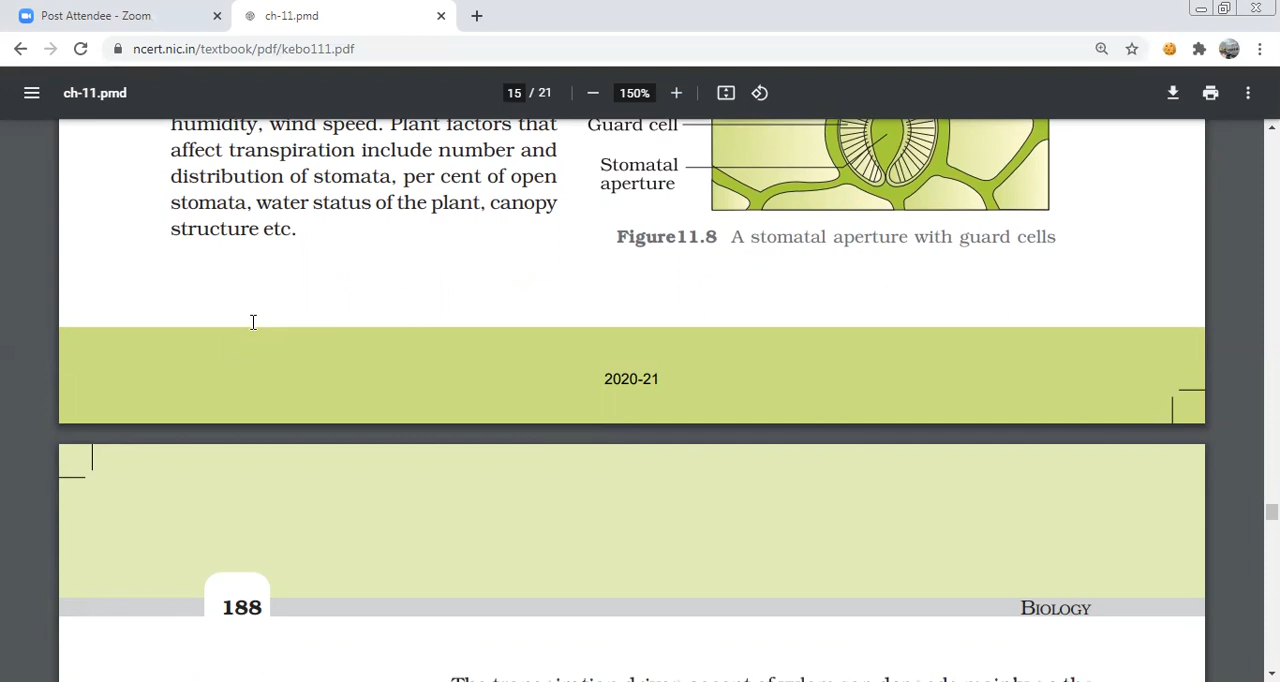 Post Attendee - Zoom
ch-11.pmd
ncert.nic.in/textbook/pdf/kebo111.pdf
ch-11.pmd
15 / 21
150%
humidity, wind speed. Plant factors that
affect transpiration include number and
distribution of stomata, per cent of open
stomata, water status of the plant, canopy
structure etc.
Guard cell
Stomatal
aperture
Figure11.8 A stomatal aperture with guard cells
2020-21
188
BIOLOGY